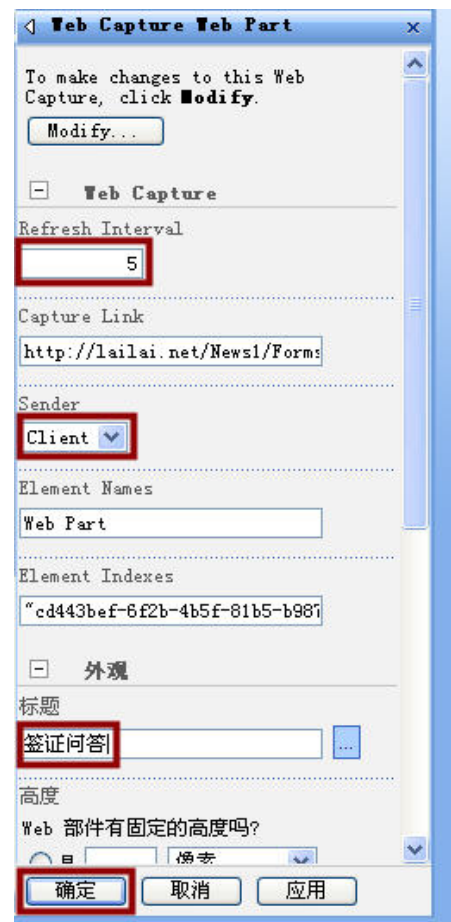 Web Capture Web Part
To make changes to this Web
Capture, click Modify.
Modify...
Web Capture
Refresh Interval
5
Capture Link
http://lailai.net/News1/Forms
Sender
Client
Element Names
Web Part
Element Indexes
"cd443bef-6f2b-4b5f-81b5-b987
外观
标题
签证问答
...
高度
Web 部件有固定的高度吗?
像素
确定 取消 应用